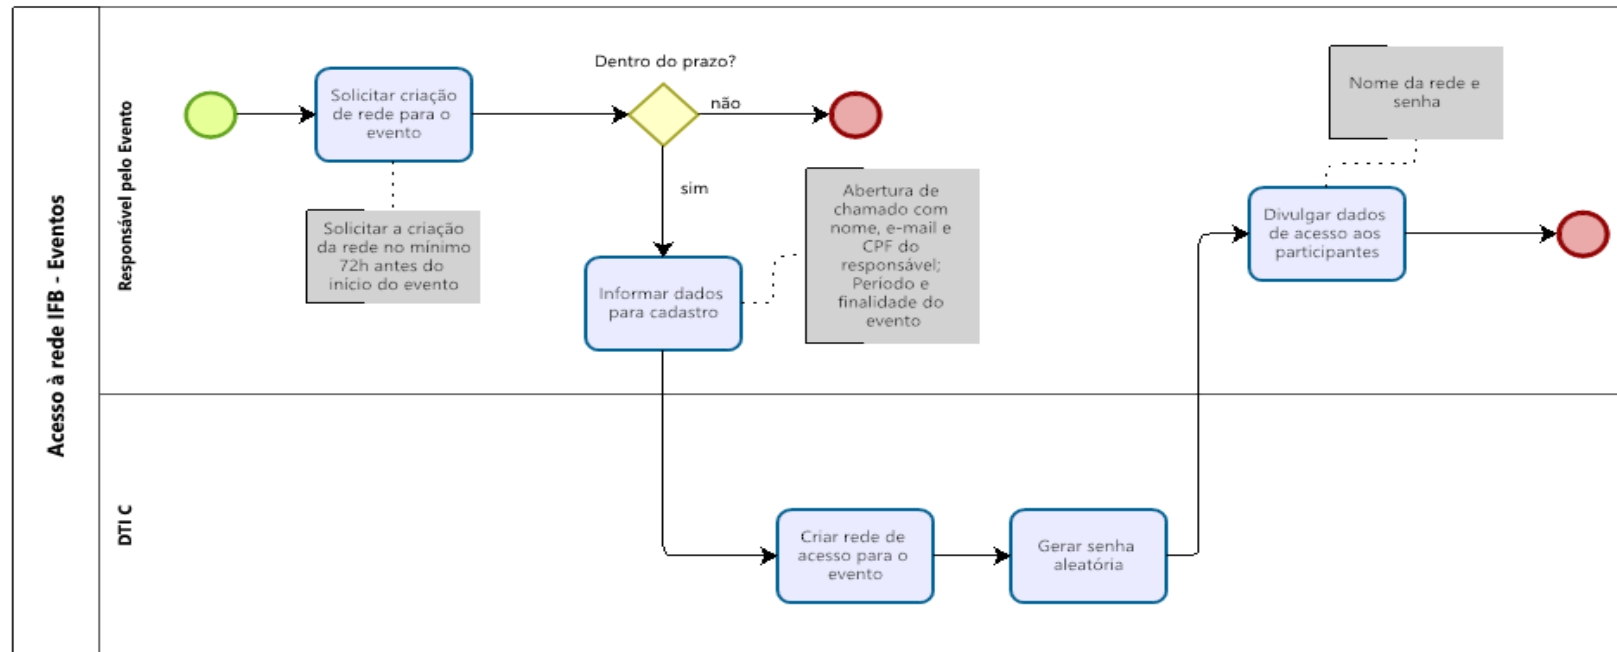 Acesso à rede IFB - Eventos
Responsável pelo Evento
Solicitar criação
de rede para o
evento
Solicitar a criação
da rede no mínimo
72h antes do
início do evento
Dentro do prazo?
não
sim
Informar dados
para cadastro
Abertura de
chamado com
nome, e-mail e
CPF do
responsável;
Período e
finalidade do
evento
Nome da rede e
senha
Divulgar dados
de acesso aos
participantes
DTI C
Criar rede de
acesso para o
evento
Gerar senha
aleatória